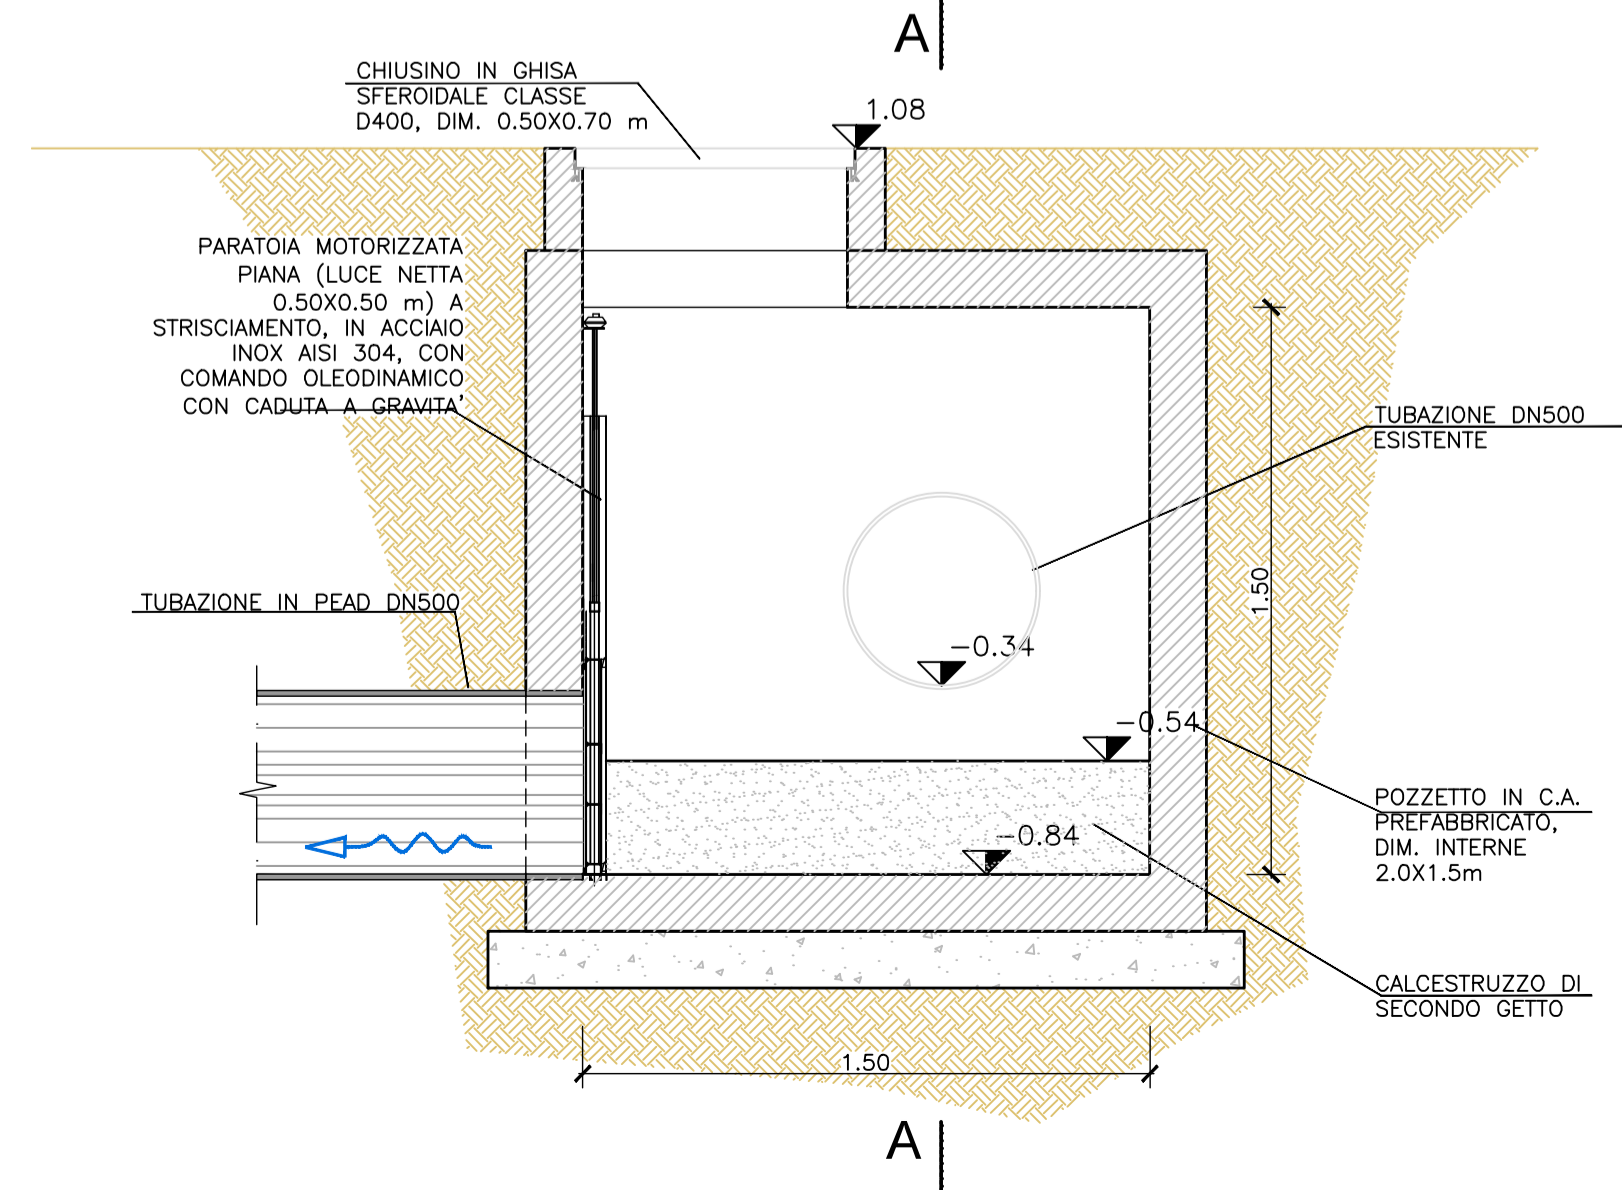 A
CHIUSINO IN GHISA
SFEROIDALE CLASSE
D400, DIM. 0.50X0.70 m
1.08
PARATOIA MOTORIZZATA
PIANA (LUCE NETTA
0.50X0.50 m) A
STRISCIAMENTO, IN ACCIAIO
INOX AISI 304, CON
COMANDO OLEODINAMICO
CON CADUTA A GRAVITA'
TUBAZIONE DN500
ESISTENTE
1.50
TUBAZIONE IN PEAD DN500
-0.34
-0.54
POZZETTO IN C.A.
PREFABBRICATO,
DIM. INTERNE
2.0X1.5m
-0.84
CALCESTRUZZO DI
SECONDO GETTO
1.50
A